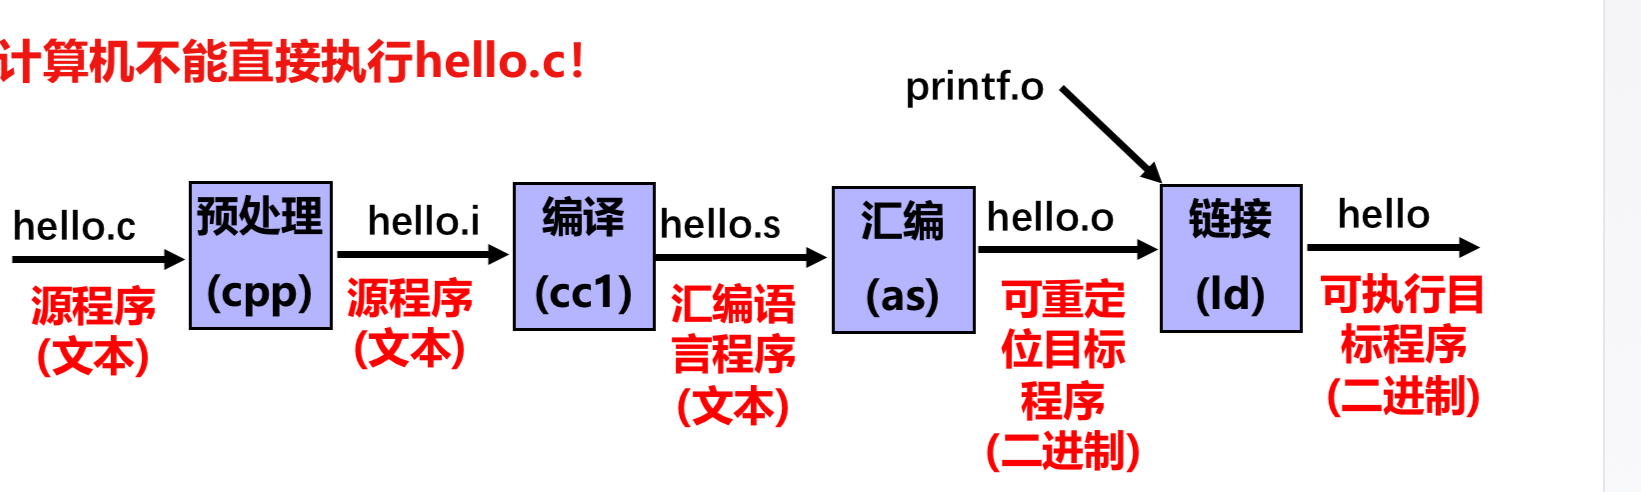 计算机不能直接执行hello.c！
printf.o
hello.c
源程序
(文本)
预处理
(cpp)
hello.i
源程序
(文本)
编译
(cc1)
hello.s
汇编语
言程序
(文本)
汇编
(as)
hello.o
可重定
位目标
程序
(二进制)
链接
(ld)
hello
可执行目
标程序
(二进制)